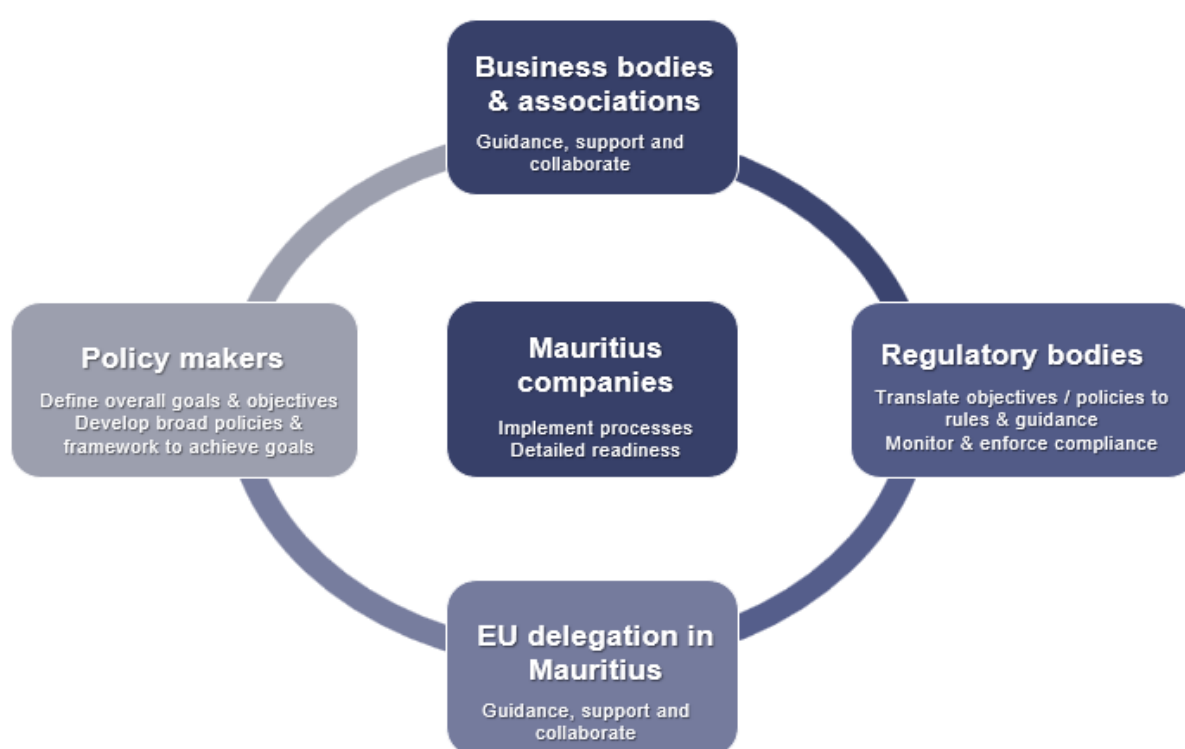 Business bodies
& associations
Guidance, support and
collaborate
Policy makers
Define overall goals & objectives
Develop broad policies &
framework to achieve goals
Mauritius
companies
Implement processes
Detailed readiness
Regulatory bodies
Translate objectives / policies to
rules & guidance
Monitor & enforce compliance
EU delegation in
Mauritius
Guidance, support and
collaborate